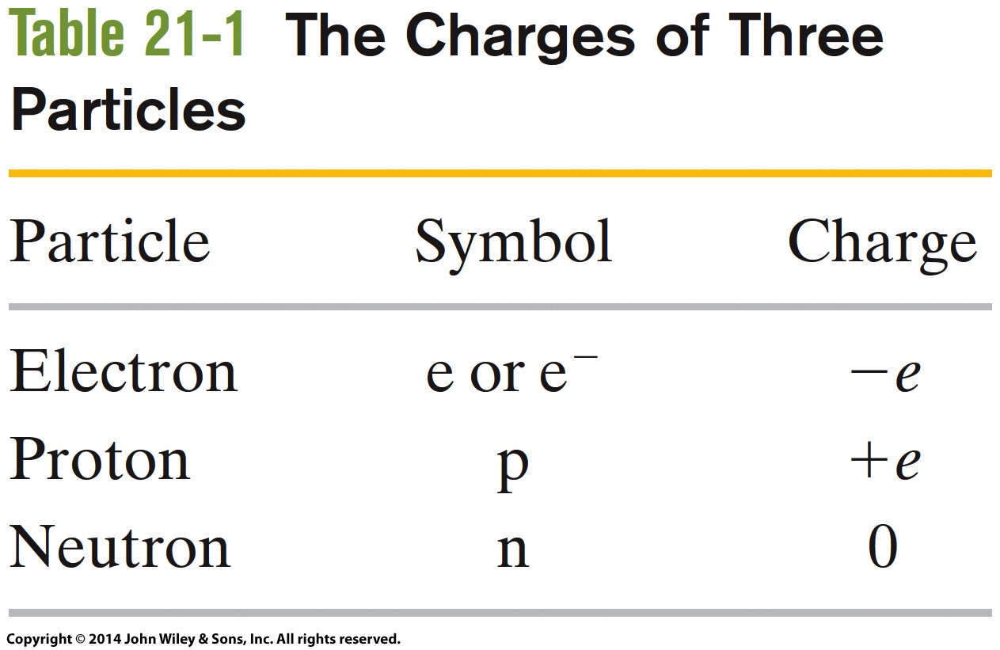 Table 21-1 The Charges of Three
Particles
Particle Symbol Charge
Electron e or e⁻ −e
Proton p +e
Neutron n 0
Copyright © 2014 John Wiley & Sons, Inc. All rights reserved.